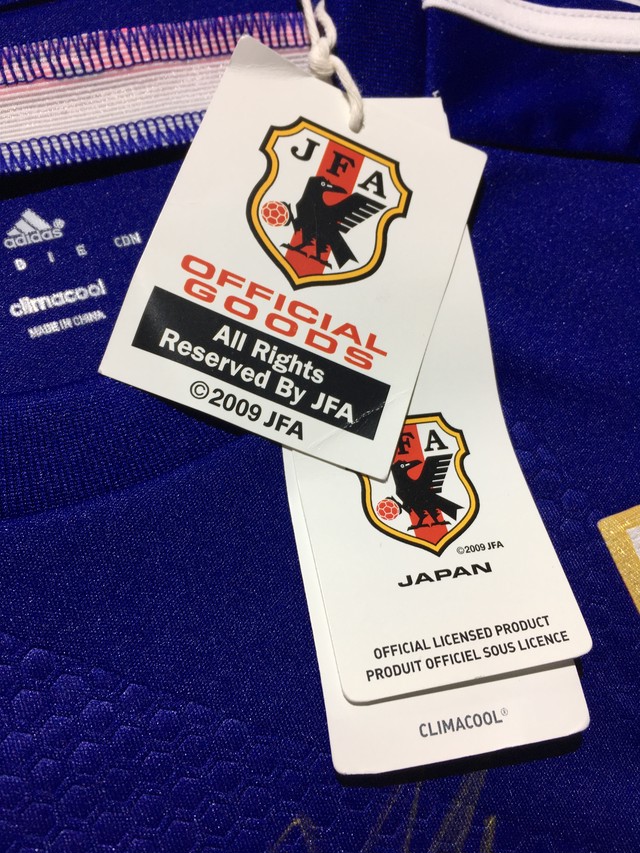 JFA
OFFICIAL
GOODS
All Rights
Reserved By JFA
©2009 JFA
adidas®
D I E CDN
climacool
MADE IN CHINA
FA
©2009 JFA
JAPAN
OFFICIAL LICENSED PRODUCT
PRODUIT OFFICIEL SOUS LICENCE
CLIMACOOL®